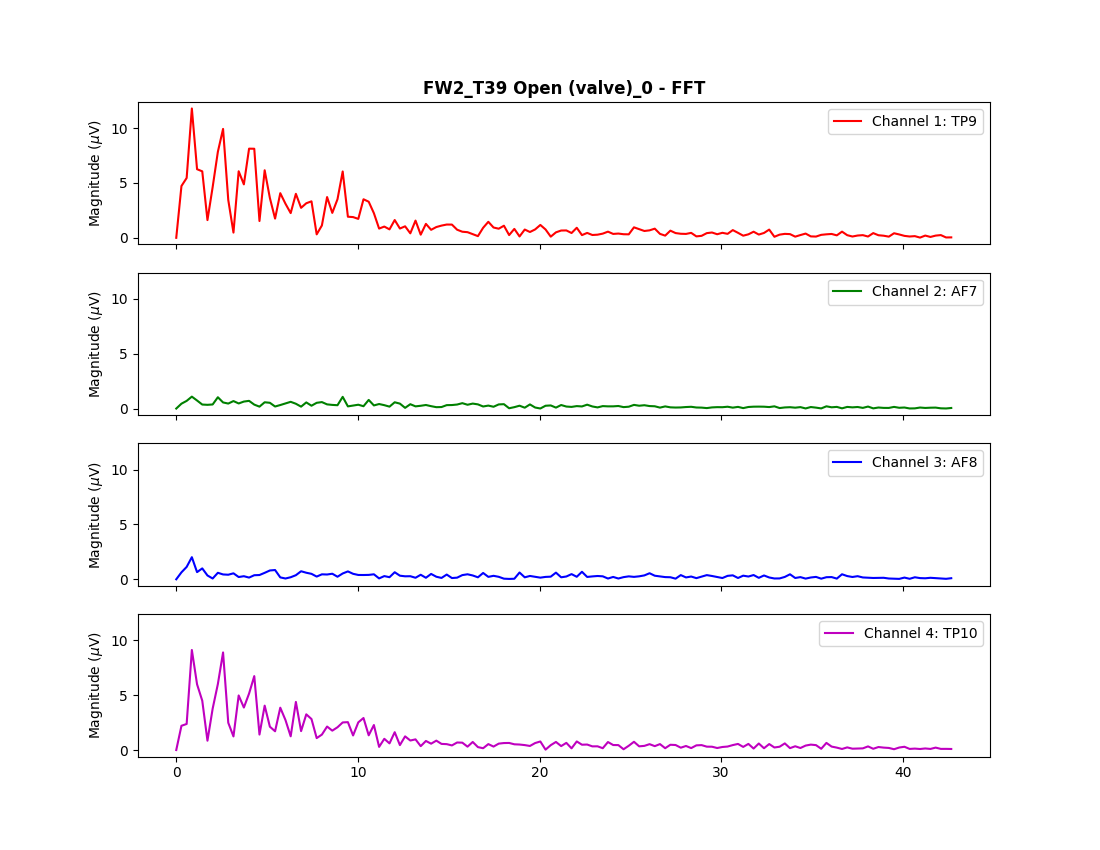 FW2_T39 Open (valve)_0 - FFT
Magnitude (μV)
10
5
0
Channel 1: TP9
Magnitude (μV)
10
5
0
Channel 2: AF7
Magnitude (μV)
10
5
0
Channel 3: AF8
Magnitude (μV)
10
5
0
Channel 4: TP10
0 10 20 30 40